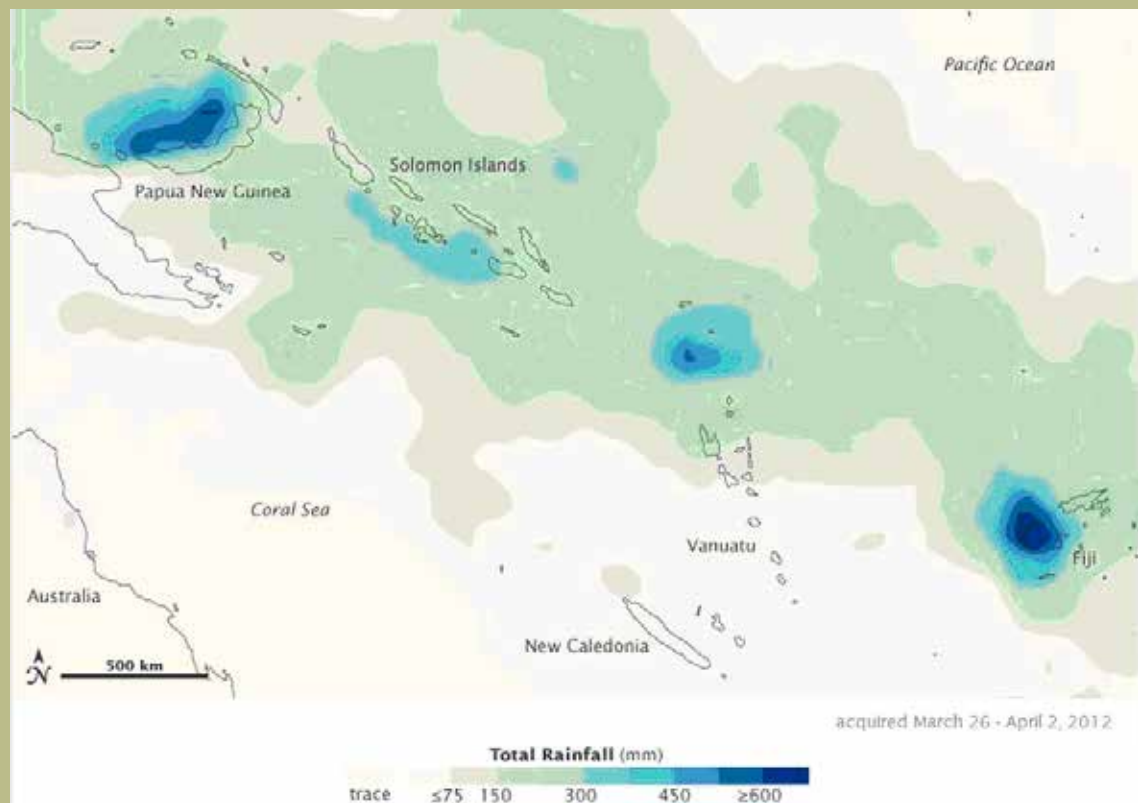 Pacific Ocean
Solomon Islands
Papua New Guinea
Coral Sea
Vanuatu
Fiji
Australia
New Caledonia
N
500 km
acquired March 26 - April 2, 2012
Total Rainfall (mm)
trace ≤75 150 300 450 ≥600